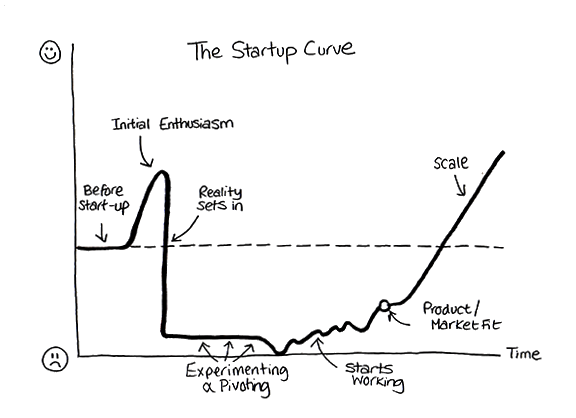 The Startup Curve
Initial Enthusiasm
Before
start-up
Reality
sets in
Scale
Product/
Market Fit
Time
Experimenting
& Pivoting
Starts
Working